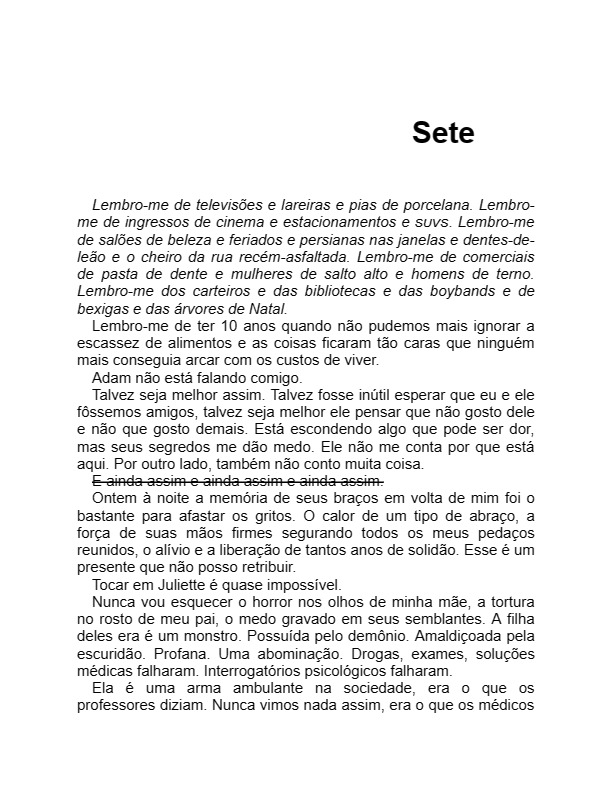 Sete
Lembro-me de televisões e lareiras e pias de porcelana. Lembro-
me de ingressos de cinema e estacionamentos e suvs. Lembro-me
de salões de beleza e feriados e persianas nas janelas e dentes-de-
leão e o cheiro da rua recém-asfaltada. Lembro-me de comerciais
de pasta de dente e mulheres de salto alto e homens de terno.
Lembro-me dos carteiros e das bibliotecas e das boybands e de
bexigas e das árvores de Natal.
Lembro-me de ter 10 anos quando não pudemos mais ignorar a
escassez de alimentos e as coisas ficaram tão caras que ninguém
mais conseguia arcar com os custos de viver.
Adam não está falando comigo.
Talvez seja melhor assim. Talvez fosse inútil esperar que eu e ele
fôssemos amigos, talvez seja melhor ele pensar que não gosto dele
e não que gosto demais. Está escondendo algo que pode ser dor,
mas seus segredos me dão medo. Ele não me conta por que está
aqui. Por outro lado, também não conto muita coisa.
E ainda assim e ainda assim e ainda assim.
Ontem à noite a memória de seus braços em volta de mim foi o
bastante para afastar os gritos. O calor de um tipo de abraço, a
força de suas mãos firmes segurando todos os meus pedaços
reunidos, o alívio e a liberação de tantos anos de solidão. Esse é um
presente que não posso retribuir.
Tocar em Juliette é quase impossível.
Nunca vou esquecer o horror nos olhos de minha mãe, a tortura
no rosto de meu pai, o medo gravado em seus semblantes. A filha
deles era é um monstro. Possuída pelo demônio. Amaldiçoada pela
escuridão. Profana. Uma abominação. Drogas, exames, soluções
médicas falharam. Interrogatórios psicológicos falharam.
Ela é uma arma ambulante na sociedade, era o que os
professores diziam. Nunca vimos nada assim, era o que os médicos